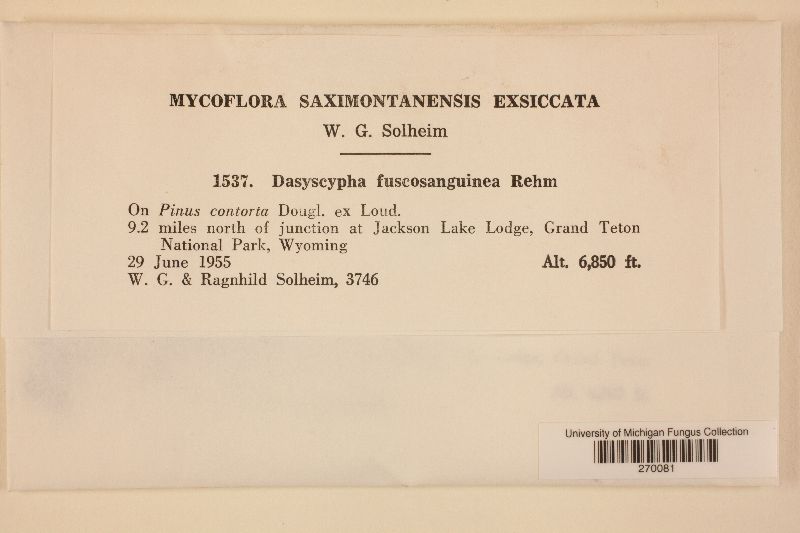 MYCOFLORA SAXIMONTANENSIS EXSICCATA
W. G. Solheim
1537. Dasyscypha fuscosanguinea Rehm
On Pinus contorta Dougl. ex Loud.
9.2 miles north of junction at Jackson Lake Lodge, Grand Teton
National Park, Wyoming
29 June 1955 Alt. 6,850 ft.
W. G. & Ragnhild Solheim, 3746
University of Michigan Fungus Collection
270081